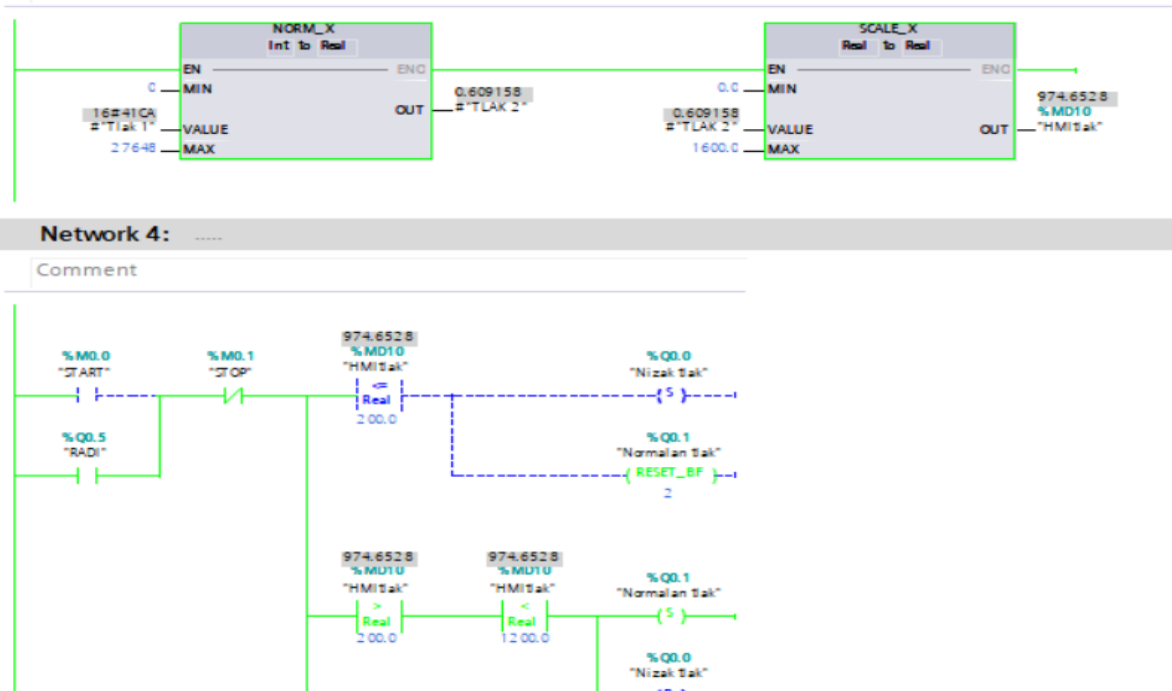 NORM_X
Int to Real
EN
ENO
0
MIN
16#41CA
#"Tlak 1"
VALUE
27648
MAX
OUT
0.609158
#"TLAK 2"
SCALE_X
Real to Real
EN
ENO
0.0
MIN
0.609158
#"TLAK 2"
VALUE
1600.0
MAX
OUT
974.6528
%MD10
"HMItlak"
Network 4: .....
Comment
%M0.0
"START"
%M0.1
"STOP"
974.6528
%MD10
"HMItlak"
<=
Real
200.0
%Q0.0
"Nizak tlak"
S
%Q0.5
"RADI"
%Q0.1
"Normalan tlak"
RESET_BF
2
974.6528
%MD10
"HMItlak"
>
Real
200.0
974.6528
%MD10
"HMItlak"
<
Real
1200.0
%Q0.1
"Normalan tlak"
S
%Q0.0
"Nizak tlak"